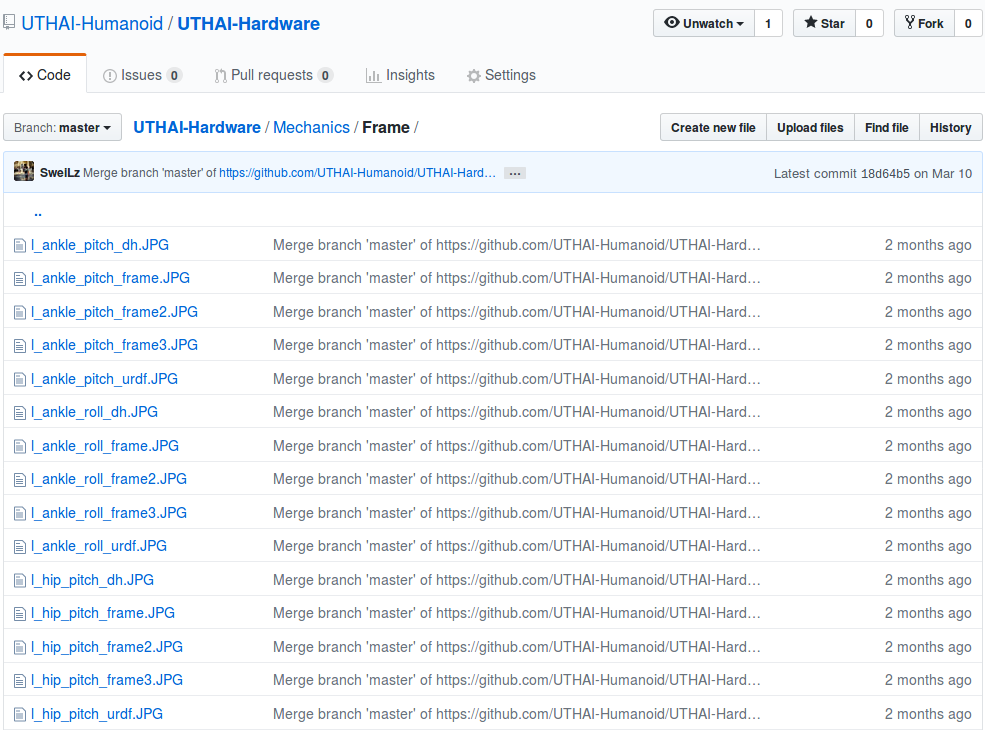 UTHAI-Humanoid / UTHAI-Hardware Unwatch 1 Star 0 Fork 0
Code Issues 0 Pull requests 0 Insights Settings
Branch: master UTHAI-Hardware / Mechanics / Frame / Create new file Upload files Find file History
SweiLz Merge branch 'master' of https://github.com/UTHAI-Humanoid/UTHAI-Hard… … Latest commit 18d64b5 on Mar 10
..
l_ankle_pitch_dh.JPG Merge branch 'master' of https://github.com/UTHAI-Humanoid/UTHAI-Hard… 2 months ago
l_ankle_pitch_frame.JPG Merge branch 'master' of https://github.com/UTHAI-Humanoid/UTHAI-Hard… 2 months ago
l_ankle_pitch_frame2.JPG Merge branch 'master' of https://github.com/UTHAI-Humanoid/UTHAI-Hard… 2 months ago
l_ankle_pitch_frame3.JPG Merge branch 'master' of https://github.com/UTHAI-Humanoid/UTHAI-Hard… 2 months ago
l_ankle_pitch_urdf.JPG Merge branch 'master' of https://github.com/UTHAI-Humanoid/UTHAI-Hard… 2 months ago
l_ankle_roll_dh.JPG Merge branch 'master' of https://github.com/UTHAI-Humanoid/UTHAI-Hard… 2 months ago
l_ankle_roll_frame.JPG Merge branch 'master' of https://github.com/UTHAI-Humanoid/UTHAI-Hard… 2 months ago
l_ankle_roll_frame2.JPG Merge branch 'master' of https://github.com/UTHAI-Humanoid/UTHAI-Hard… 2 months ago
l_ankle_roll_frame3.JPG Merge branch 'master' of https://github.com/UTHAI-Humanoid/UTHAI-Hard… 2 months ago
l_ankle_roll_urdf.JPG Merge branch 'master' of https://github.com/UTHAI-Humanoid/UTHAI-Hard… 2 months ago
l_hip_pitch_dh.JPG Merge branch 'master' of https://github.com/UTHAI-Humanoid/UTHAI-Hard… 2 months ago
l_hip_pitch_frame.JPG Merge branch 'master' of https://github.com/UTHAI-Humanoid/UTHAI-Hard… 2 months ago
l_hip_pitch_frame2.JPG Merge branch 'master' of https://github.com/UTHAI-Humanoid/UTHAI-Hard… 2 months ago
l_hip_pitch_frame3.JPG Merge branch 'master' of https://github.com/UTHAI-Humanoid/UTHAI-Hard… 2 months ago
l_hip_pitch_urdf.JPG Merge branch 'master' of https://github.com/UTHAI-Humanoid/UTHAI-Hard… 2 months ago